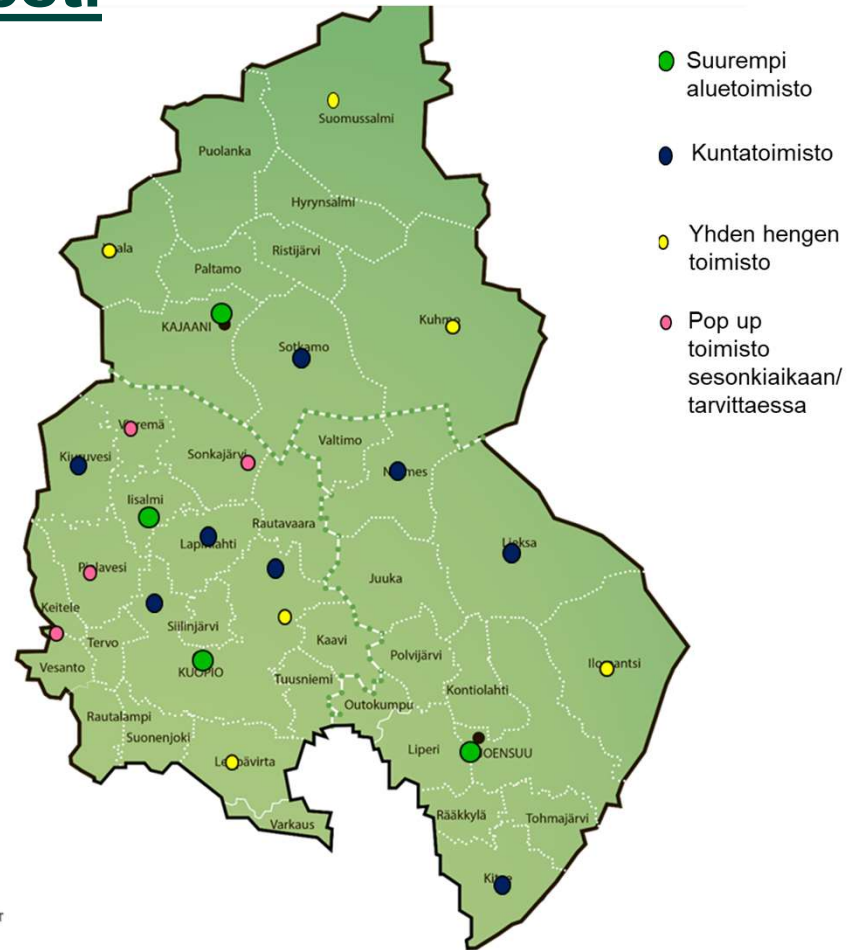 Suurempi
aluetoimisto
Kuntatoimisto
Yhden hengen
toimisto
Pop up
toimisto
sesonkiaikaan/
tarvittaessa
Suomussalmi
Puolanka
Hyrynsalmi
Ristijärvi
Paltamo
KAJAANI
Kuhmo
Sotkamo
Vieremä
Valtimo
Sonkajärvi
Kiuruvesi
Nurmes
Iisalmi
Rautavaara
Lapinlahti
Lieksa
Pielavesi
Juuka
Keitele
Siilinjärvi
Tervo
Kaavi
Polvijärvi
Ilomantsi
Vesanto
KUOPIO
Tuusniemi
Kontiolahti
Outokumpu
Rautalampi
Suonenjoki
Liperi
JOENSUU
Leppävirta
Rääkkylä
Tohmajärvi
Varkaus
Kitee